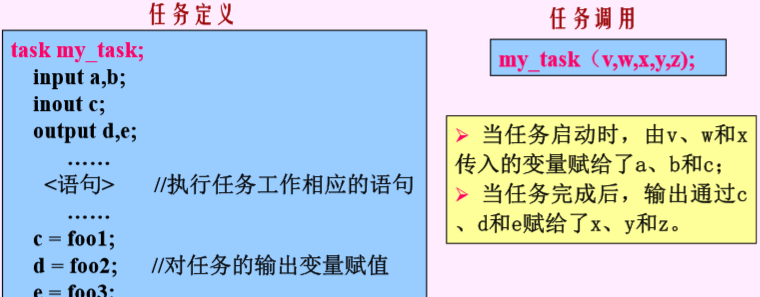 任务定义
task my_task;
input a,b;
inout c;
output d,e;
……
<语句> //执行任务工作相应的语句
……
c = foo1;
d = foo2; //对任务的输出变量赋值
e = foo3;
任务调用
my_task（v,w,x,y,z);
➢ 当任务启动时，由v、w和x
传入的变量赋给了a、b和c；
➢ 当任务完成后，输出通过c
、d和e赋给了x、y和z。